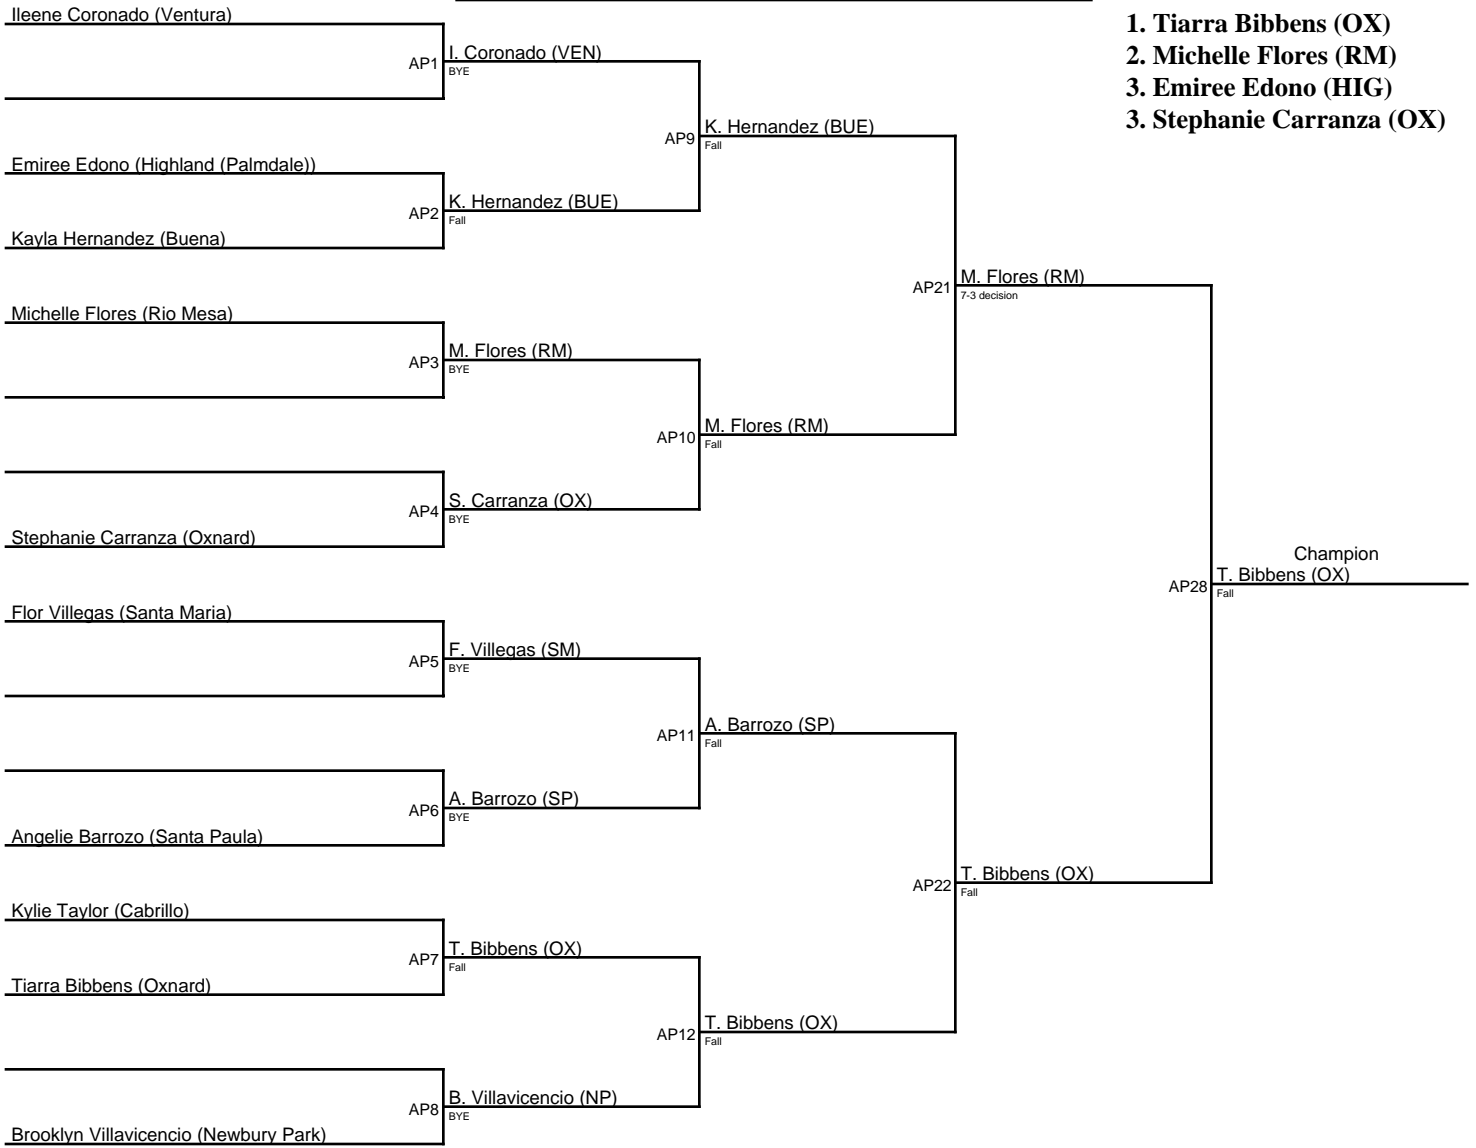 Ileene Coronado (Ventura)
1. Tiarra Bibbens (OX)
2. Michelle Flores (RM)
3. Emiree Edono (HIG)
3. Stephanie Carranza (OX)
AP1
I. Coronado (VEN)
BYE
AP9
K. Hernandez (BUE)
Fall
Emiree Edono (Highland (Palmdale))
AP2
K. Hernandez (BUE)
Fall
Kayla Hernandez (Buena)
AP21
M. Flores (RM)
7-3 decision
Michelle Flores (Rio Mesa)
AP3
M. Flores (RM)
BYE
AP10
M. Flores (RM)
Fall
AP4
S. Carranza (OX)
BYE
Stephanie Carranza (Oxnard)
Champion
AP28
T. Bibbens (OX)
Fall
Flor Villegas (Santa Maria)
AP5
F. Villegas (SM)
BYE
AP11
A. Barrozo (SP)
Fall
AP6
A. Barrozo (SP)
BYE
Angelie Barrozo (Santa Paula)
AP22
T. Bibbens (OX)
Fall
Kylie Taylor (Cabrillo)
AP7
T. Bibbens (OX)
Fall
Tiarra Bibbens (Oxnard)
AP12
T. Bibbens (OX)
Fall
AP8
B. Villavicencio (NP)
BYE
Brooklyn Villavicencio (Newbury Park)